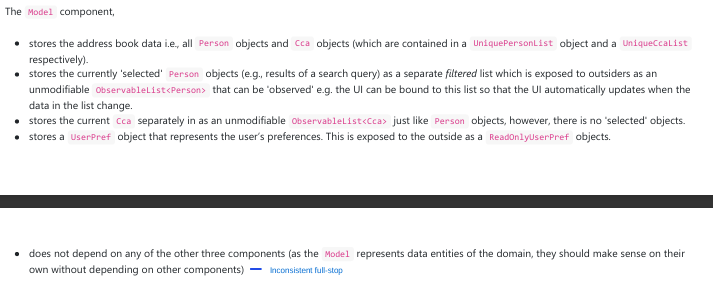 The Model component,
stores the address book data i.e., all Person objects and Cca objects (which are contained in a UniquePersonList object and a UniqueCcaList
respectively).
stores the currently 'selected' Person objects (e.g., results of a search query) as a separate filtered list which is exposed to outsiders as an
unmodifiable ObservableList<Person> that can be 'observed' e.g. the UI can be bound to this list so that the UI automatically updates when the
data in the list change.
stores the current Cca separately in as an unmodifiable ObservableList<Cca> just like Person objects, however, there is no 'selected' objects.
stores a UserPref object that represents the user's preferences. This is exposed to the outside as a ReadOnlyUserPref objects.
does not depend on any of the other three components (as the Model represents data entities of the domain, they should make sense on their
own without depending on other components) Inconsistent full-stop